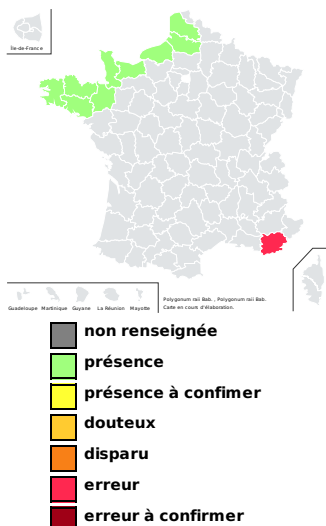 Île-de-France
Guadeloupe Martinique Guyane La Réunion Mayotte
Polygonum raii Bab. , Polygonum raii Bab.
Carte en cours d'élaboration.
non renseignée
présence
présence à confimer
douteux
disparu
erreur
erreur à confirmer